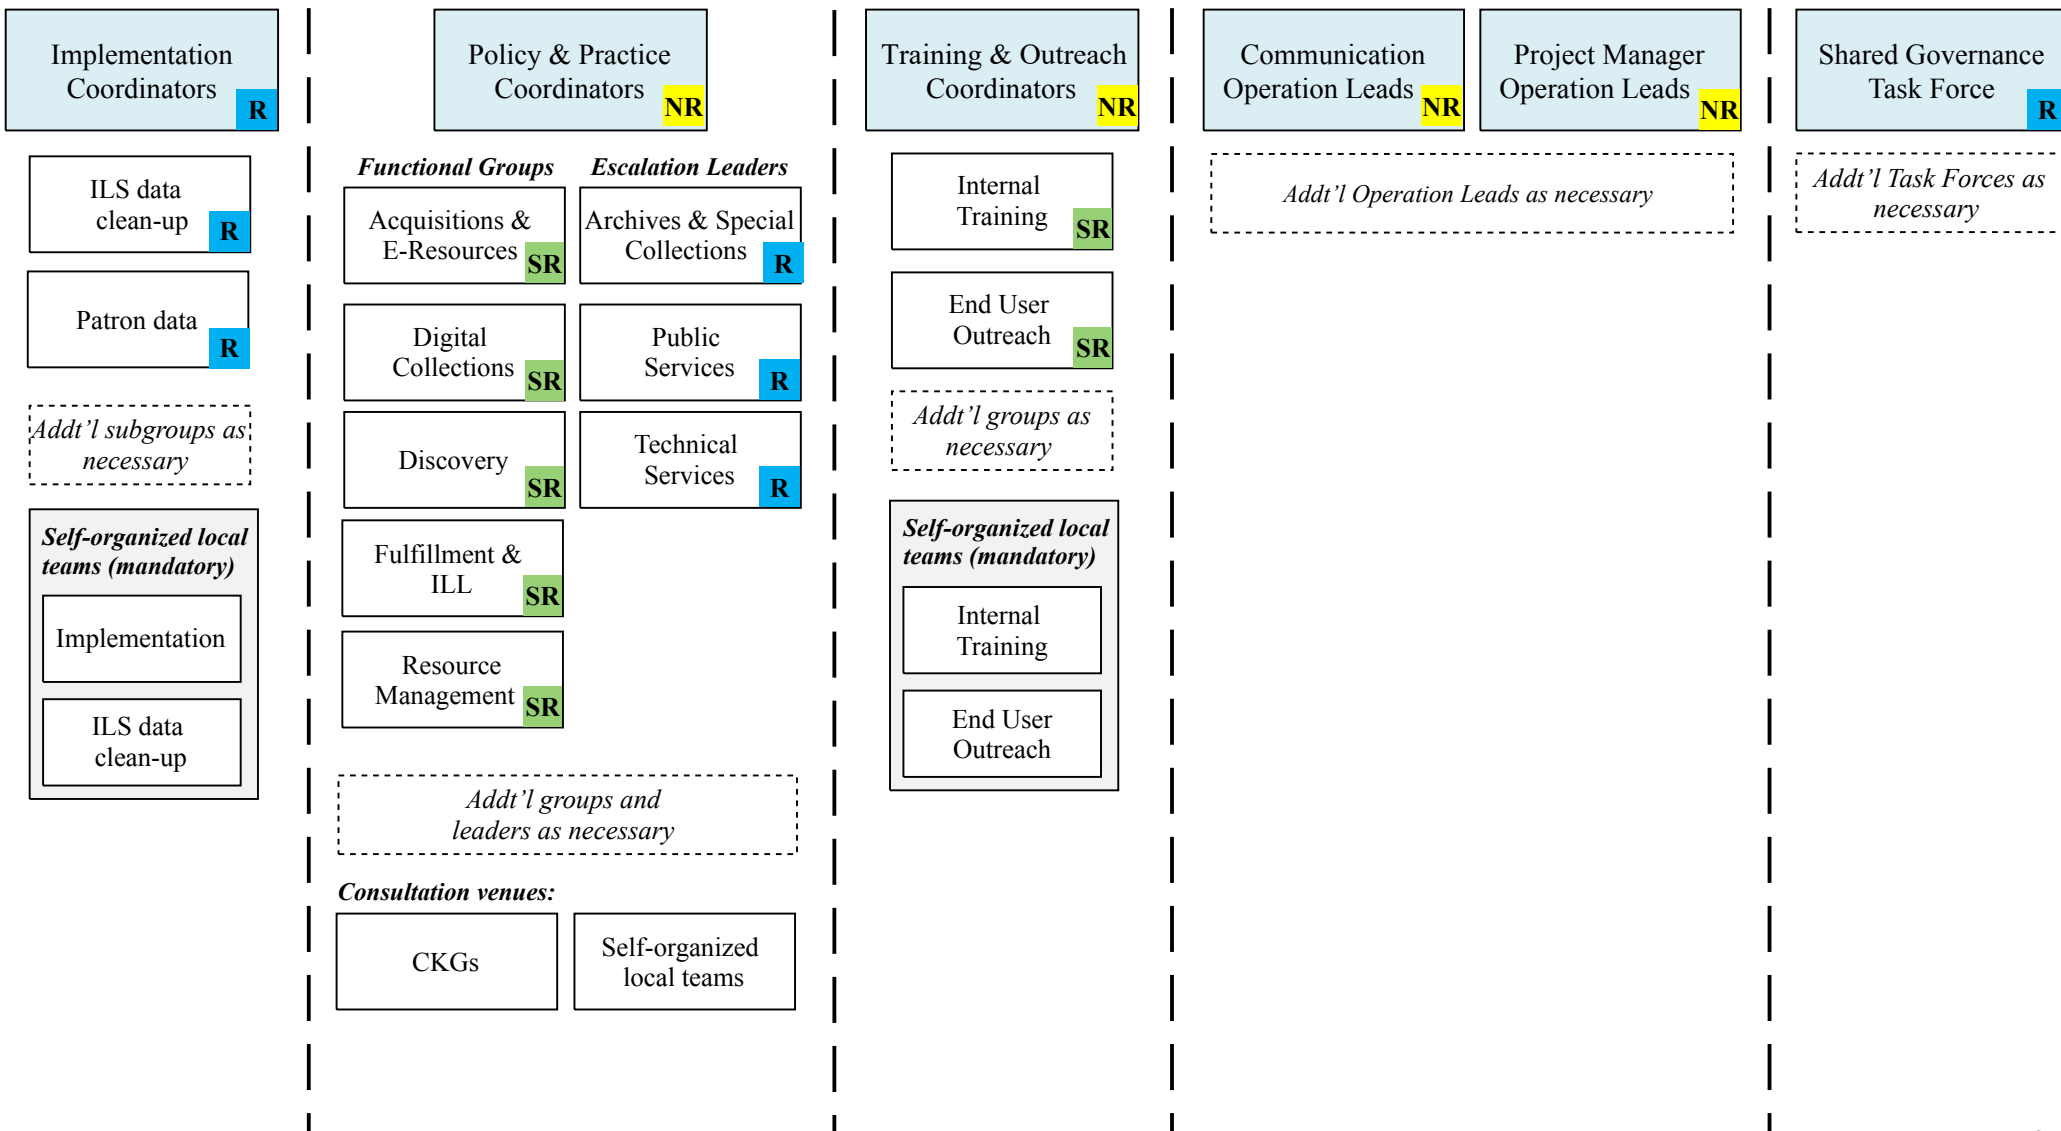 Implementation
Coordinators
R
ILS data
clean-up
R
Patron data
R
Addt’l subgroups as
necessary
Self-organized local
teams (mandatory)
Implementation
ILS data
clean-up
Policy & Practice
Coordinators
NR
Functional Groups
Acquisitions &
E-Resources
SR
Digital
Collections
SR
Discovery
SR
Fulfillment &
ILL
SR
Resource
Management
SR
Escalation Leaders
Archives & Special
Collections
R
Public
Services
R
Technical
Services
R
Addt’l groups and
leaders as necessary
Consultation venues:
CKGs
Self-organized
local teams
Training & Outreach
Coordinators
NR
Internal
Training
SR
End User
Outreach
SR
Addt’l groups as
necessary
Self-organized local
teams (mandatory)
Internal
Training
End User
Outreach
Communication
Operation Leads
NR
Project Manager
Operation Leads
NR
Addt’l Operation Leads as necessary
Shared Governance
Task Force
R
Addt’l Task Forces as
necessary